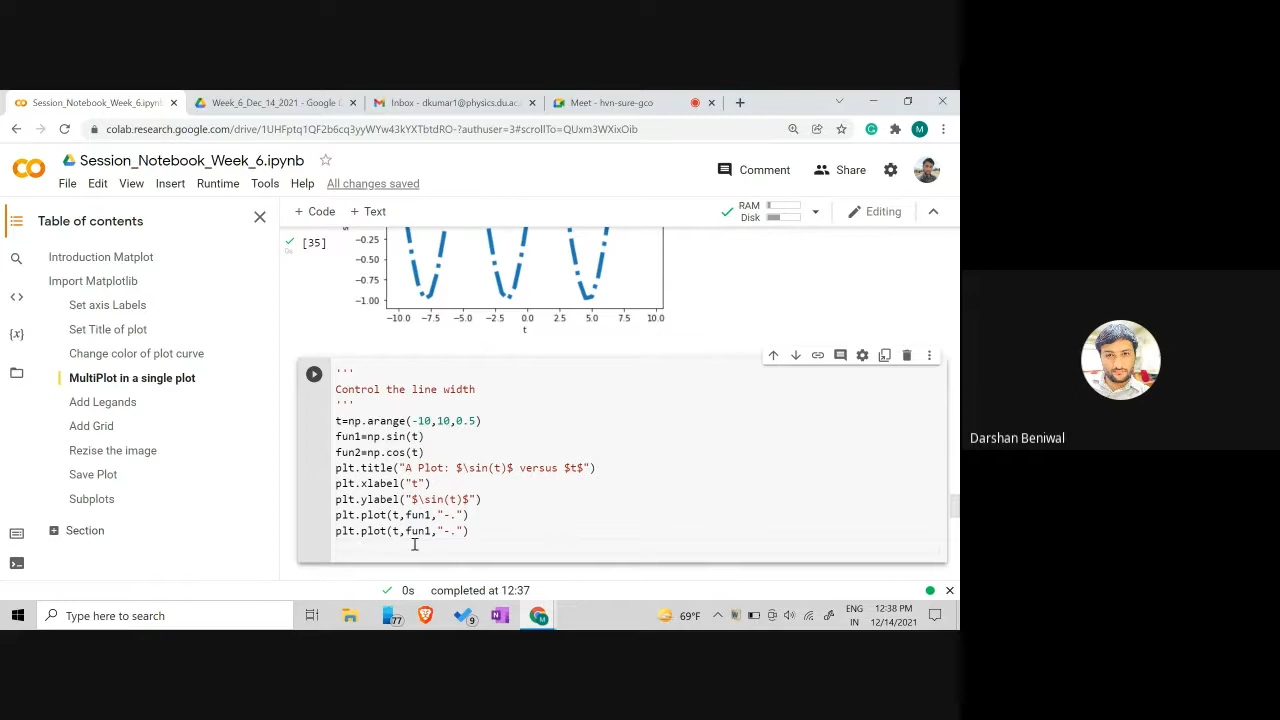 Session_Notebook_Week_6.ipynb
Week_6_Dec_14_2021 - Google D
Inbox - dkumar1@physics.du.ac.
Meet - hvn-sure-gco
colab.research.google.com/drive/1UHFptq1QF2b6cq3yyWYw43kYXTbtdRO-?authuser=3#scrollTo=QUxm3WXixOib
M
Session_Notebook_Week_6.ipynb
Comment
Share
File Edit View Insert Runtime Tools Help All changes saved
Table of contents
+ Code + Text
RAM
Disk
Editing
Introduction Matplot
Import Matplotlib
Set axis Labels
Set Title of plot
Change color of plot curve
MultiPlot in a single plot
Add Legands
Add Grid
Rezise the image
Save Plot
Subplots
Section
[35]
0s
−0.25
−0.50
−0.75
−1.00
−10.0 −7.5 −5.0 −2.5 0.0 2.5 5.0 7.5 10.0
t
'''
Control the line width
'''
t=np.arange(-10,10,0.5)
fun1=np.sin(t)
fun2=np.cos(t)
plt.title("A Plot: $\sin(t)$ versus $t$")
plt.xlabel("t")
plt.ylabel("$\sin(t)$")
plt.plot(t,fun1,"-.")
plt.plot(t,fun1,"-.")
0s completed at 12:37
Type here to search
77
9
69°F
ENG
IN
12:38 PM
12/14/2021
Darshan Beniwal